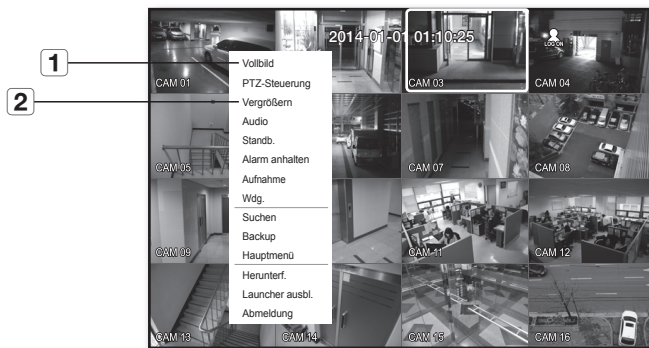 1
2
2014-01-01 01:10:25
LOG ON
CAM 01
CAM 03
CAM 04
CAM 05
CAM 07
CAM 08
CAM 09
CAM 11
CAM 12
CAM 13
CAM 14
CAM 15
CAM 16
Vollbild
PTZ-Steuerung
Vergrößern
Audio
Standb.
Alarm anhalten
Aufnahme
Wdg.
Suchen
Backup
Hauptmenü
Herunterf.
Launcher ausbl.
Abmeldung